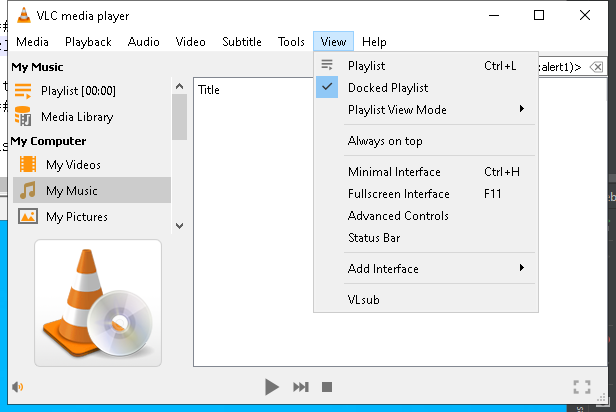 VLC media player
Media Playback Audio Video Subtitle Tools View Help
My Music
Playlist [00:00]
Media Library
My Computer
My Videos
My Music
My Pictures
Title
:alert1)>
Playlist Ctrl+L
Docked Playlist
Playlist View Mode
Always on top
Minimal Interface Ctrl+H
Fullscreen Interface F11
Advanced Controls
Status Bar
Add Interface
VLsub